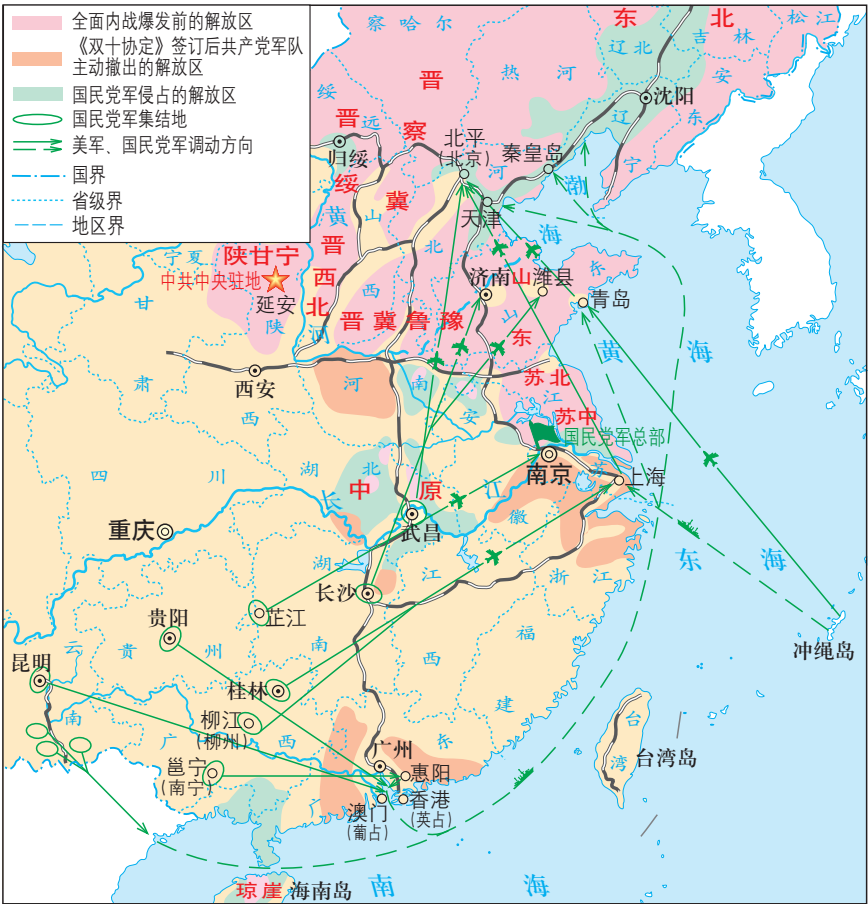 全面内战爆发前的解放区
《双十协定》签订后共产党军队
主动撤出的解放区
国民党军侵占的解放区
国民党军集结地
美军、国民党军调动方向
国界
省级界
地区界
察哈尔
东北
松江
吉林
辽北
安东
热河
辽宁
沈阳
绥远
晋察冀
北平
(北京)
秦皇岛
归绥
晋绥
河北
渤海
天津
黄河
山西
宁夏
陕甘宁
中共中央驻地
延安
陕西
晋西北
晋冀鲁豫
济南
山东
潍县
山东
青岛
甘肃
黄海
西安
河南
苏北
江苏
苏中
安徽
国民党军总部
南京
上海
四川
湖北
中原
长江
武昌
重庆
东海
湖南
江西
浙江
长沙
芷江
贵阳
贵州
福建
冲绳岛
云南
昆明
桂林
柳江
(柳州)
广西
广州
广东
惠阳
邕宁
(南宁)
澳门
(葡占)
香港
(英占)
台湾
台湾岛
琼崖
海南岛
南海